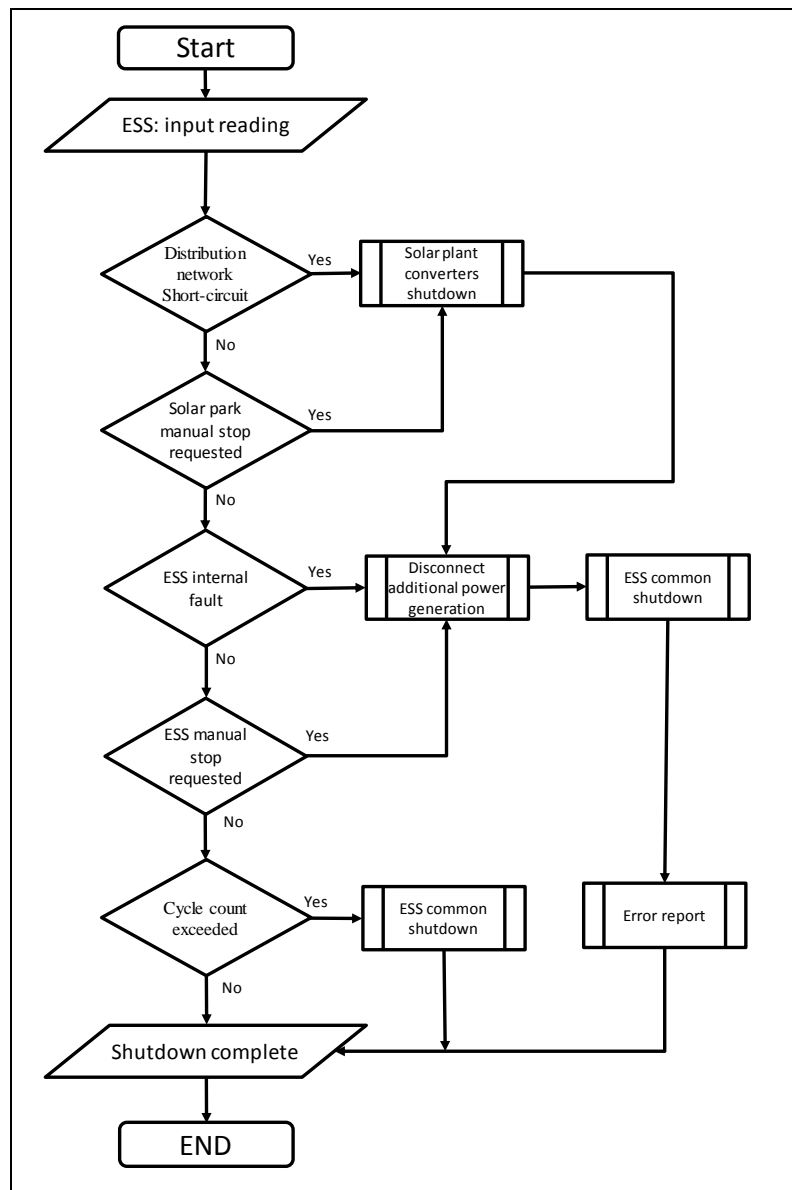 Start
ESS: input reading
Distribution
network
Short-circuit
Yes
Solar plant
converters
shutdown
No
Solar park
manual stop
requested
Yes
No
ESS internal
fault
Yes
Disconnect
additional power
generation
ESS common
shutdown
No
ESS manual
stop
requested
Yes
No
Cycle count
exceeded
Yes
ESS common
shutdown
Error report
No
Shutdown complete
END